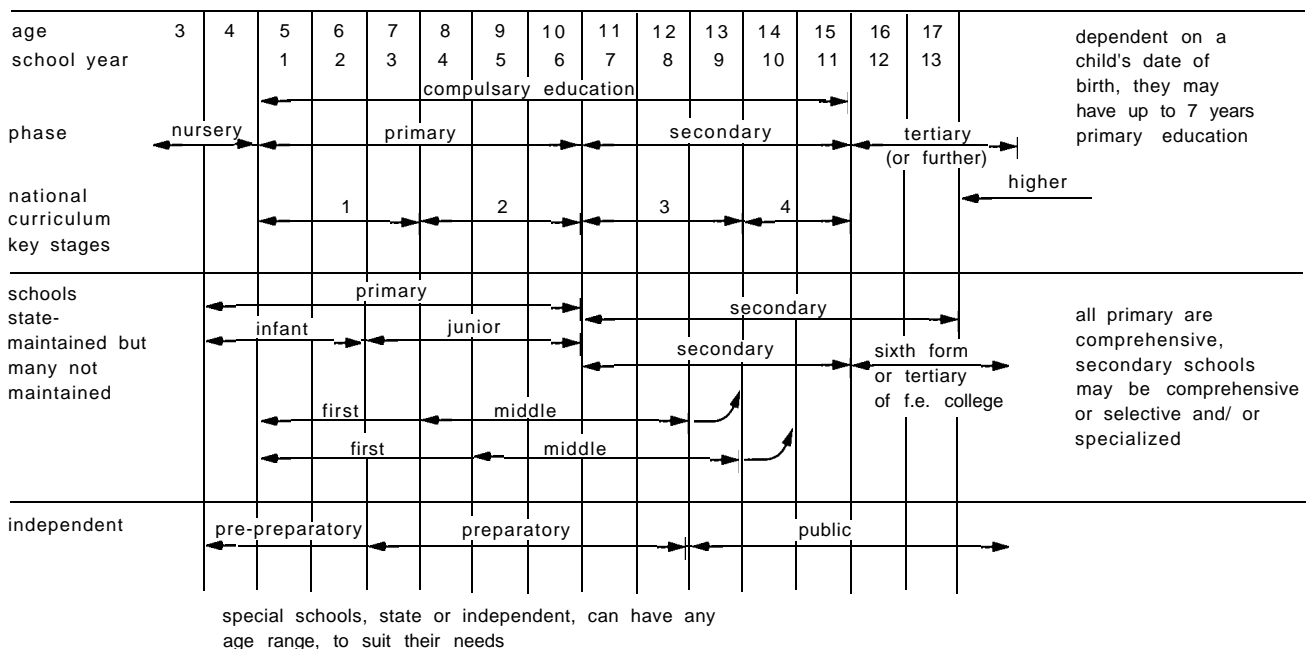 age 3 4 5 6 7 8 9 10 11 12 13 14 15 16 17
school year 1 2 3 4 5 6 7 8 9 10 11 12 13
dependent on a
child's date of
birth, they may
have up to 7 years
primary education
compulsary education
phase nursery primary secondary tertiary
(or further)
higher
national
curriculum
key stages
1 2 3 4
schools
state-
maintained but
many not
maintained
primary secondary
infant junior
secondary sixth form
or tertiary
of f.e. college
first middle
first middle
all primary are
comprehensive,
secondary schools
may be comprehensive
or selective and/ or
specialized
independent pre-preparatory preparatory public
special schools, state or independent, can have any
age range, to suit their needs